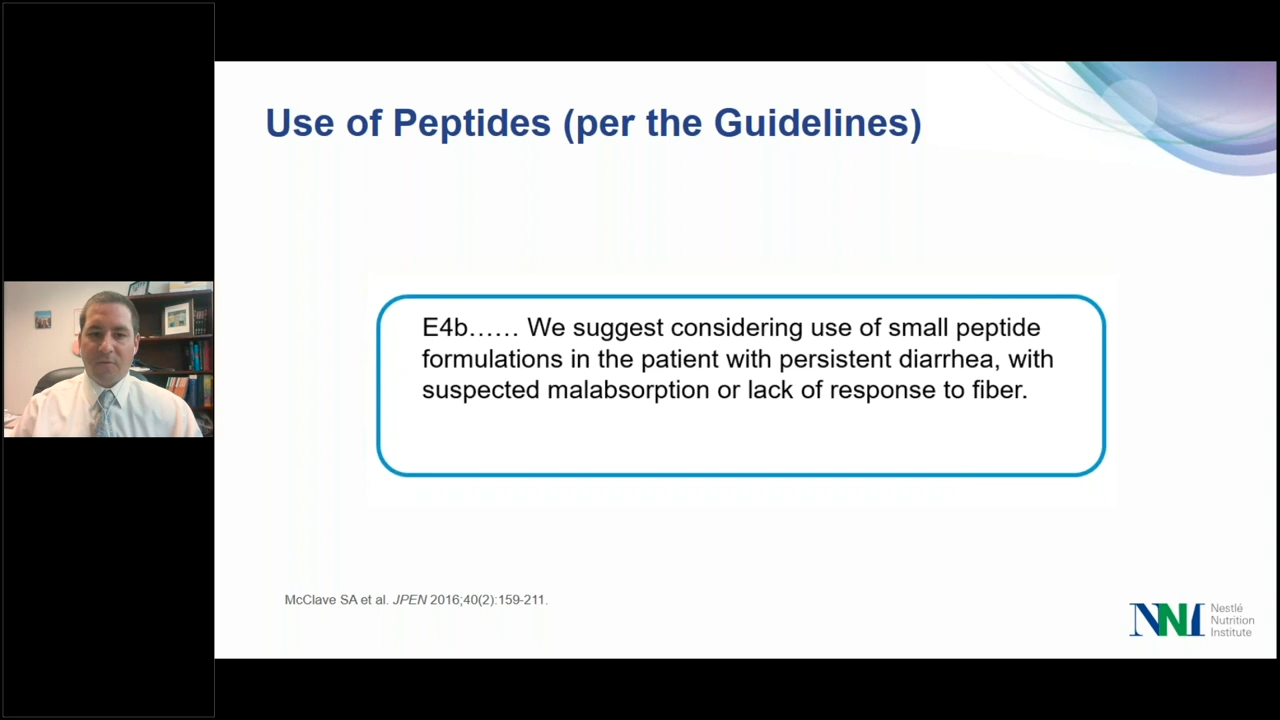 Use of Peptides (per the Guidelines)
E4b…… We suggest considering use of small peptide
formulations in the patient with persistent diarrhea, with
suspected malabsorption or lack of response to fiber.
McClave SA et al. JPEN 2016;40(2):159-211.
NNI
Nestlé
Nutrition
Institute